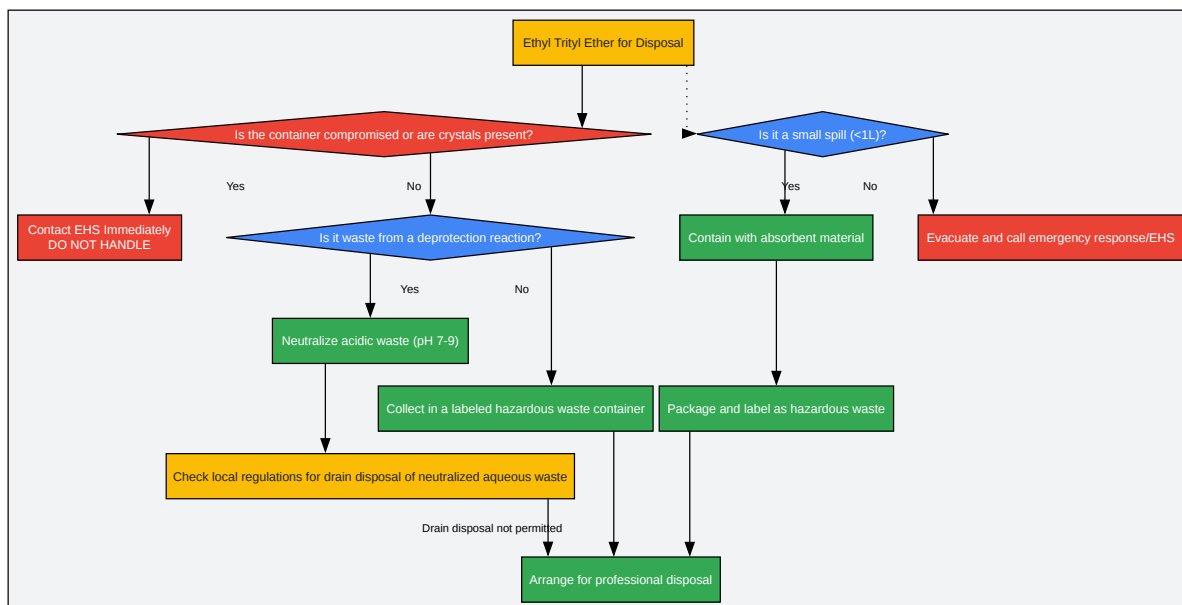 Ethyl Trityl Ether for Disposal
Is the container compromised or are crystals present?
Is it a small spill (<1L)?
Yes
No
Yes
No
Contact EHS Immediately
DO NOT HANDLE
Is it waste from a deprotection reaction?
Contain with absorbent material
Evacuate and call emergency response/EHS
Yes
No
Neutralize acidic waste (pH 7-9)
Collect in a labeled hazardous waste container
Package and label as hazardous waste
Check local regulations for drain disposal of neutralized aqueous waste
Drain disposal not permitted
Arrange for professional disposal